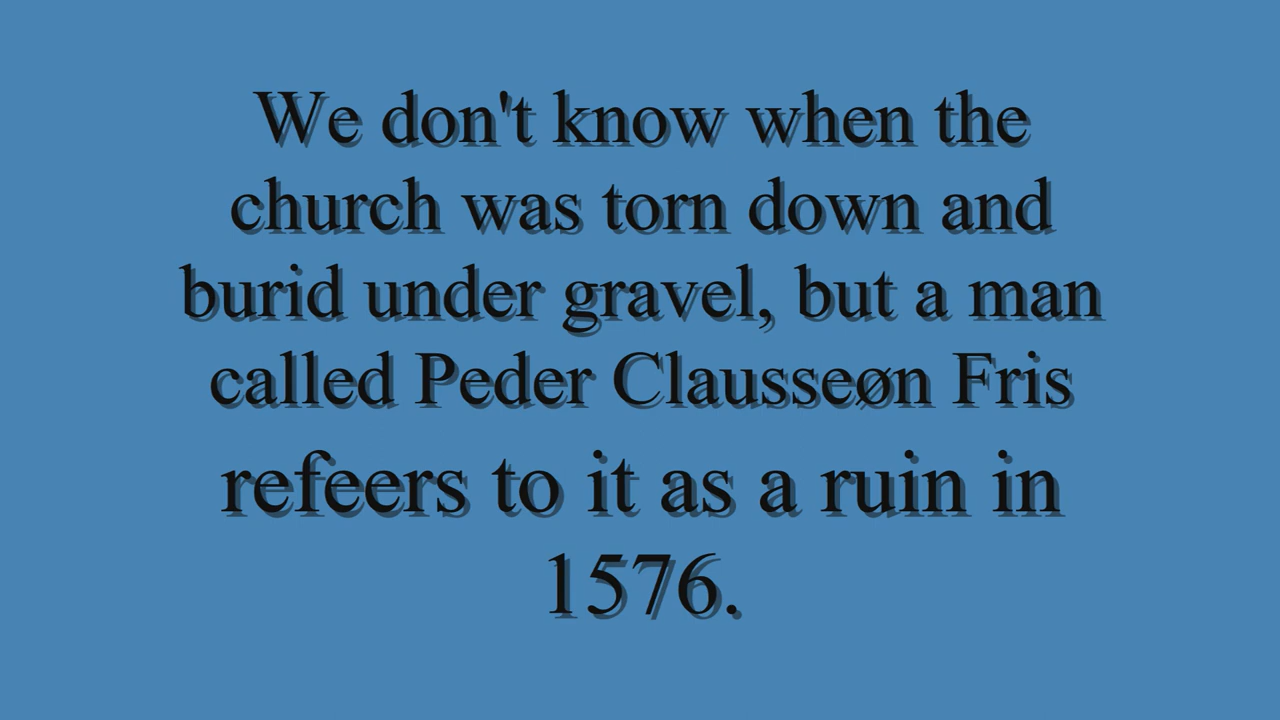 We don't know when the
church was torn down and
burid under gravel, but a man
called Peder Clausseøn Fris
refeers to it as a ruin in
1576.